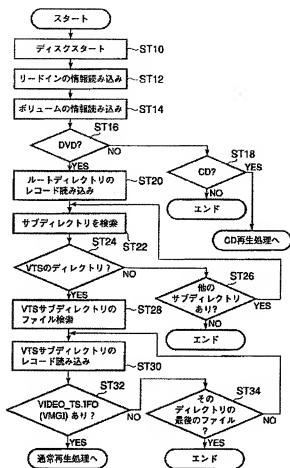 スタート
ディスクスタート
ST10
リードインの情報読み込み
ST12
ボリュームの情報読み込み
ST14
ST16
DVD?
NO
YES
ST18
CD?
YES
NO
エンド
CD再生処理へ
ルートディレクトリの
レコード読み込み
ST20
サブディレクトリを検索
ST22
ST24
VTSのディレクトリ?
NO
YES
ST26
他の
サブディレクトリ
あり?
YES
NO
エンド
VTSサブディレクトリの
ファイル検索
ST28
VTSサブディレクトリの
レコード読み込み
ST30
ST32
VIDEO_TS.IFO
(VMGI)あり?
NO
YES
通常再生処理へ
ST34
その
ディレクトリの
最後のファイル
?
NO
YES
エンド